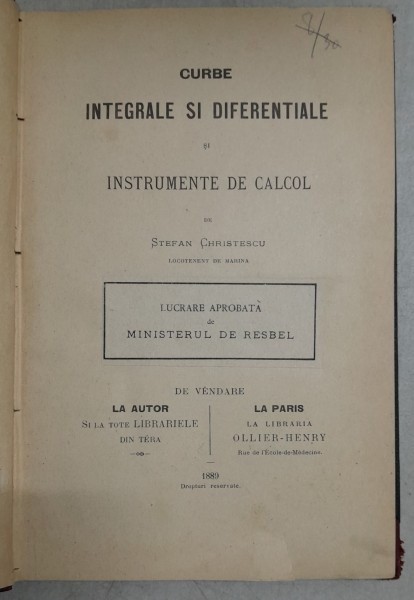 CURBE
INTEGRALE SI DIFERENTIALE
ȘI
INSTRUMENTE DE CALCOL
DE
ȘTEFAN CHRISTESCU
LOCOTENENT DE MARINA
LUCRARE APROBATĂ
de
MINISTERUL DE RESBEL
DE VÊNDARE
LA AUTOR
SI LA TOTE LIBRARIELE
DIN TÉRA
LA PARIS
LA LIBRARIA
OLLIER-HENRY
Rue de l'École-de-Médecine.
1889
Drepturi reservate.